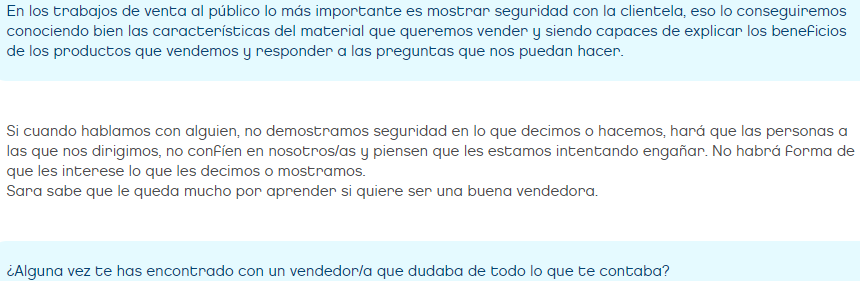 En los trabajos de venta al público lo más importante es mostrar seguridad con la clientela, eso lo conseguiremos
conociendo bien las características del material que queremos vender y siendo capaces de explicar los beneficios
de los productos que vendemos y responder a las preguntas que nos puedan hacer.
Si cuando hablamos con alguien, no demostramos seguridad en lo que decimos o hacemos, hará que las personas a
las que nos dirigimos, no confíen en nosotros/as y piensen que les estamos intentando engañar. No habrá forma de
que les interese lo que les decimos o mostramos.
Sara sabe que le queda mucho por aprender si quiere ser una buena vendedora.
¿Alguna vez te has encontrado con un vendedor/a que dudaba de todo lo que te contaba?